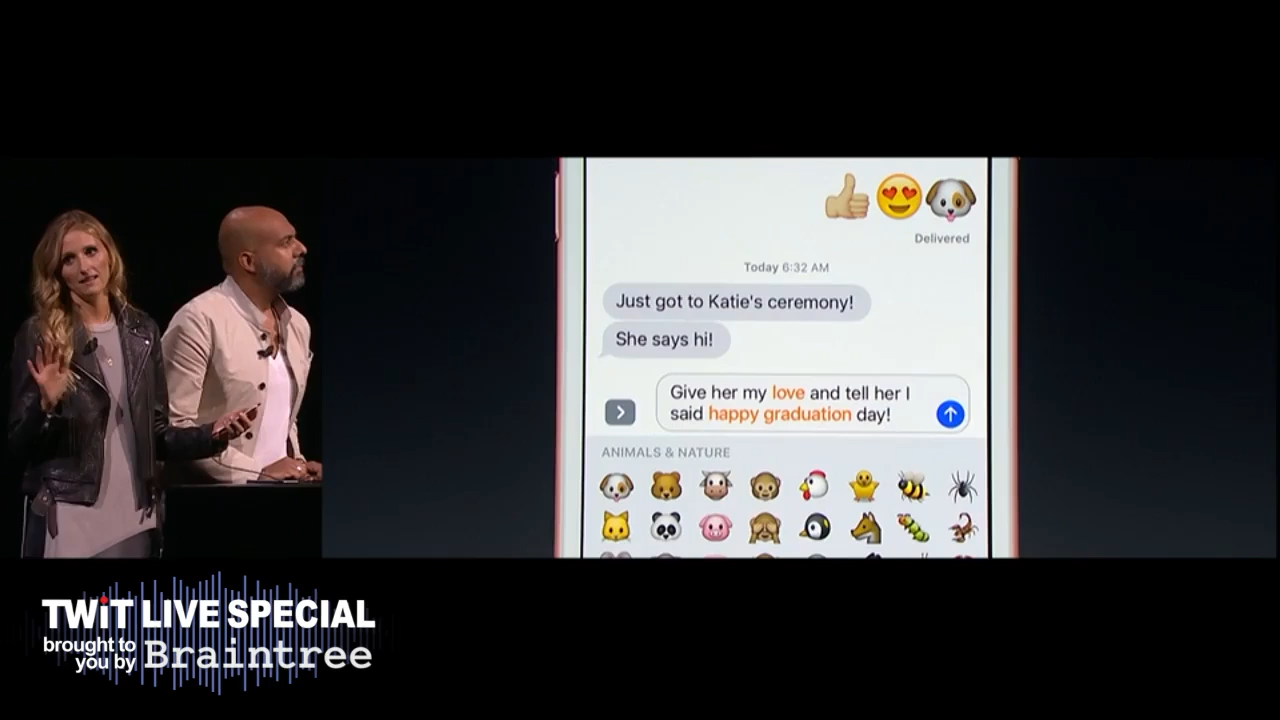 Delivered
Today 6:32 AM
Just got to Katie's ceremony!
She says hi!
Give her my love and tell her I
said happy graduation day!
ANIMALS & NATURE
TWiT LIVE SPECIAL
brought to
you by Braintree